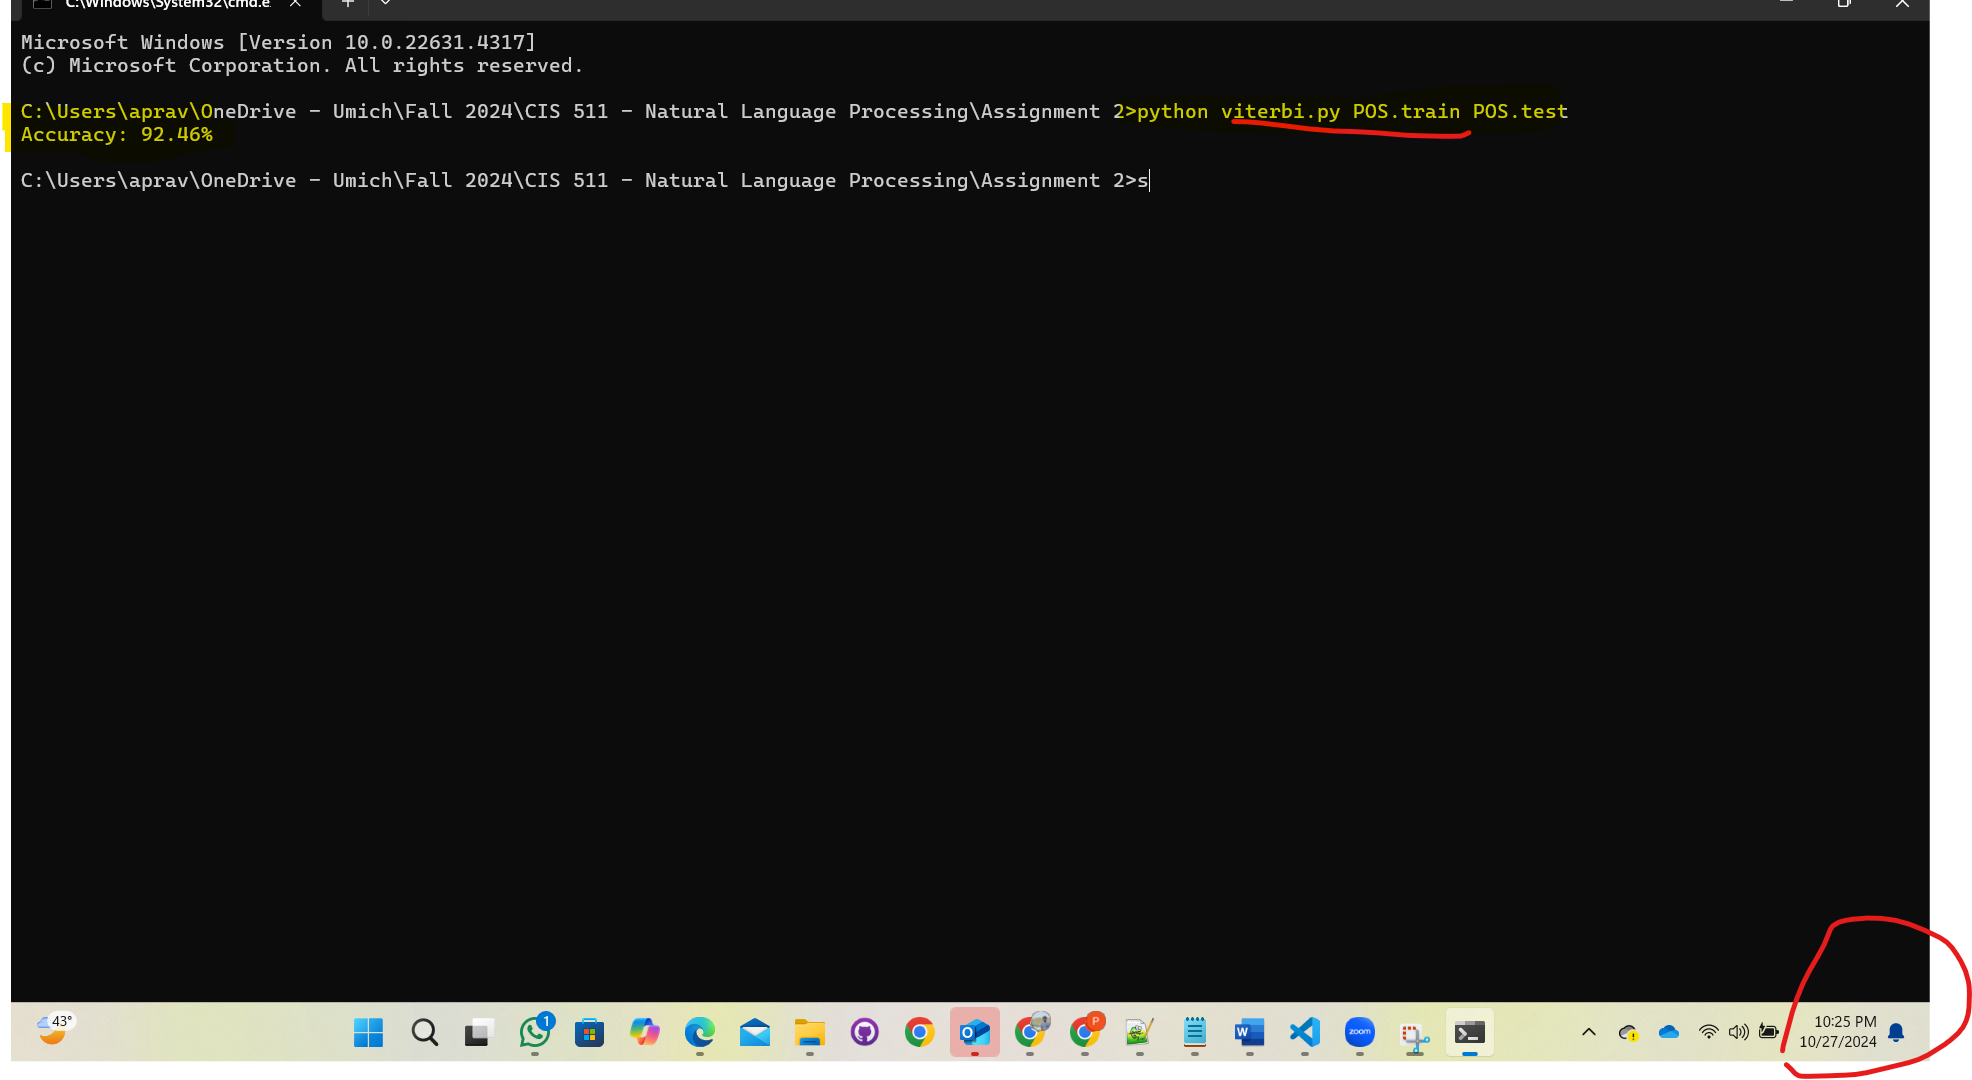 C:\Windows\System32\cmd.e
Microsoft Windows [Version 10.0.22631.4317]
(c) Microsoft Corporation. All rights reserved.
C:\Users\aprav\OneDrive - Umich\Fall 2024\CIS 511 - Natural Language Processing\Assignment 2>python viterbi.py POS.train POS.test
Accuracy: 92.46%
C:\Users\aprav\OneDrive - Umich\Fall 2024\CIS 511 - Natural Language Processing\Assignment 2>s
43°
1
P
W
zoom
10:25 PM
10/27/2024